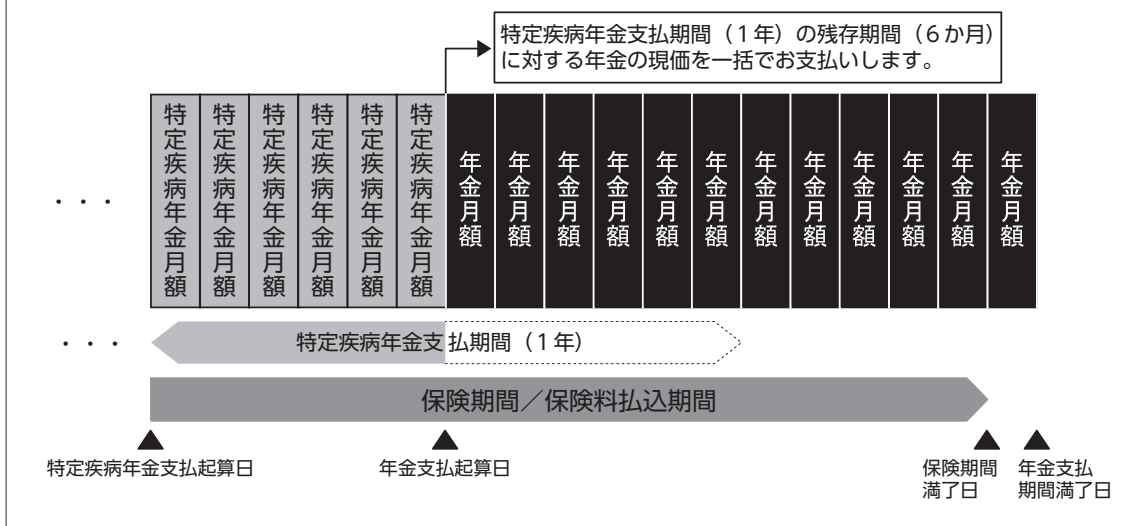 特定疾病年金支払期間（１年）の残存期間（６か月）
に対する年金の現価を一括でお支払いします。
・・・
特定疾病年金月額
特定疾病年金月額
特定疾病年金月額
特定疾病年金月額
特定疾病年金月額
特定疾病年金月額
年金月額
年金月額
年金月額
年金月額
年金月額
年金月額
年金月額
年金月額
年金月額
年金月額
年金月額
年金月額
・・・
特定疾病年金支払期間（１年）
保険期間／保険料払込期間
特定疾病年金支払起算日
年金支払起算日
保険期間
満了日
年金支払
期間満了日